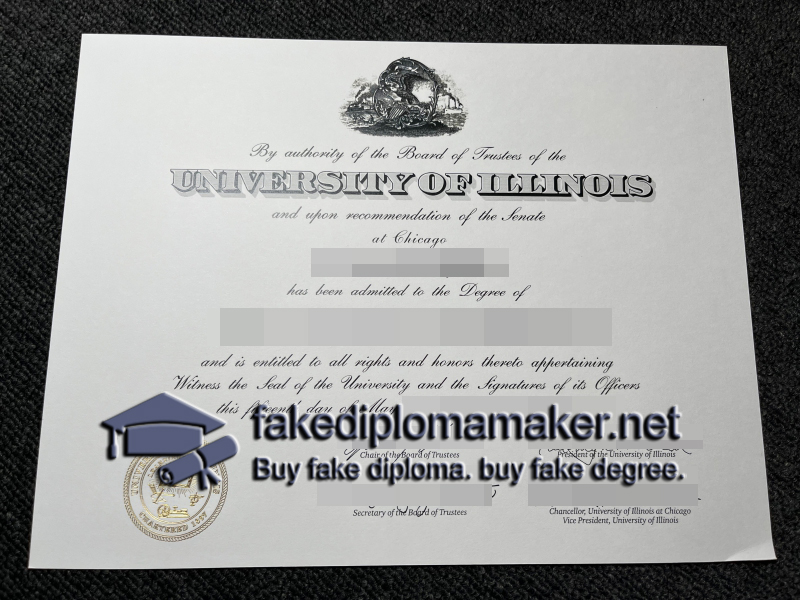 By authority of the Board of Trustees of the
UNIVERSITY OF ILLINOIS
and upon recommendation of the Senate
at Chicago
has been admitted to the Degree of
and is entitled to all rights and honors thereto appertaining
Witness the Seal of the University and the Signatures of its Officers
this day of May
fakediplomamaker.net
Buy fake diploma. buy fake degree.
Chair of the Board of Trustees
President of the University of Illinois
Secretary of the Board of Trustees
Chancellor, University of Illinois at Chicago
Vice President, University of Illinois
CHARTERED 1867